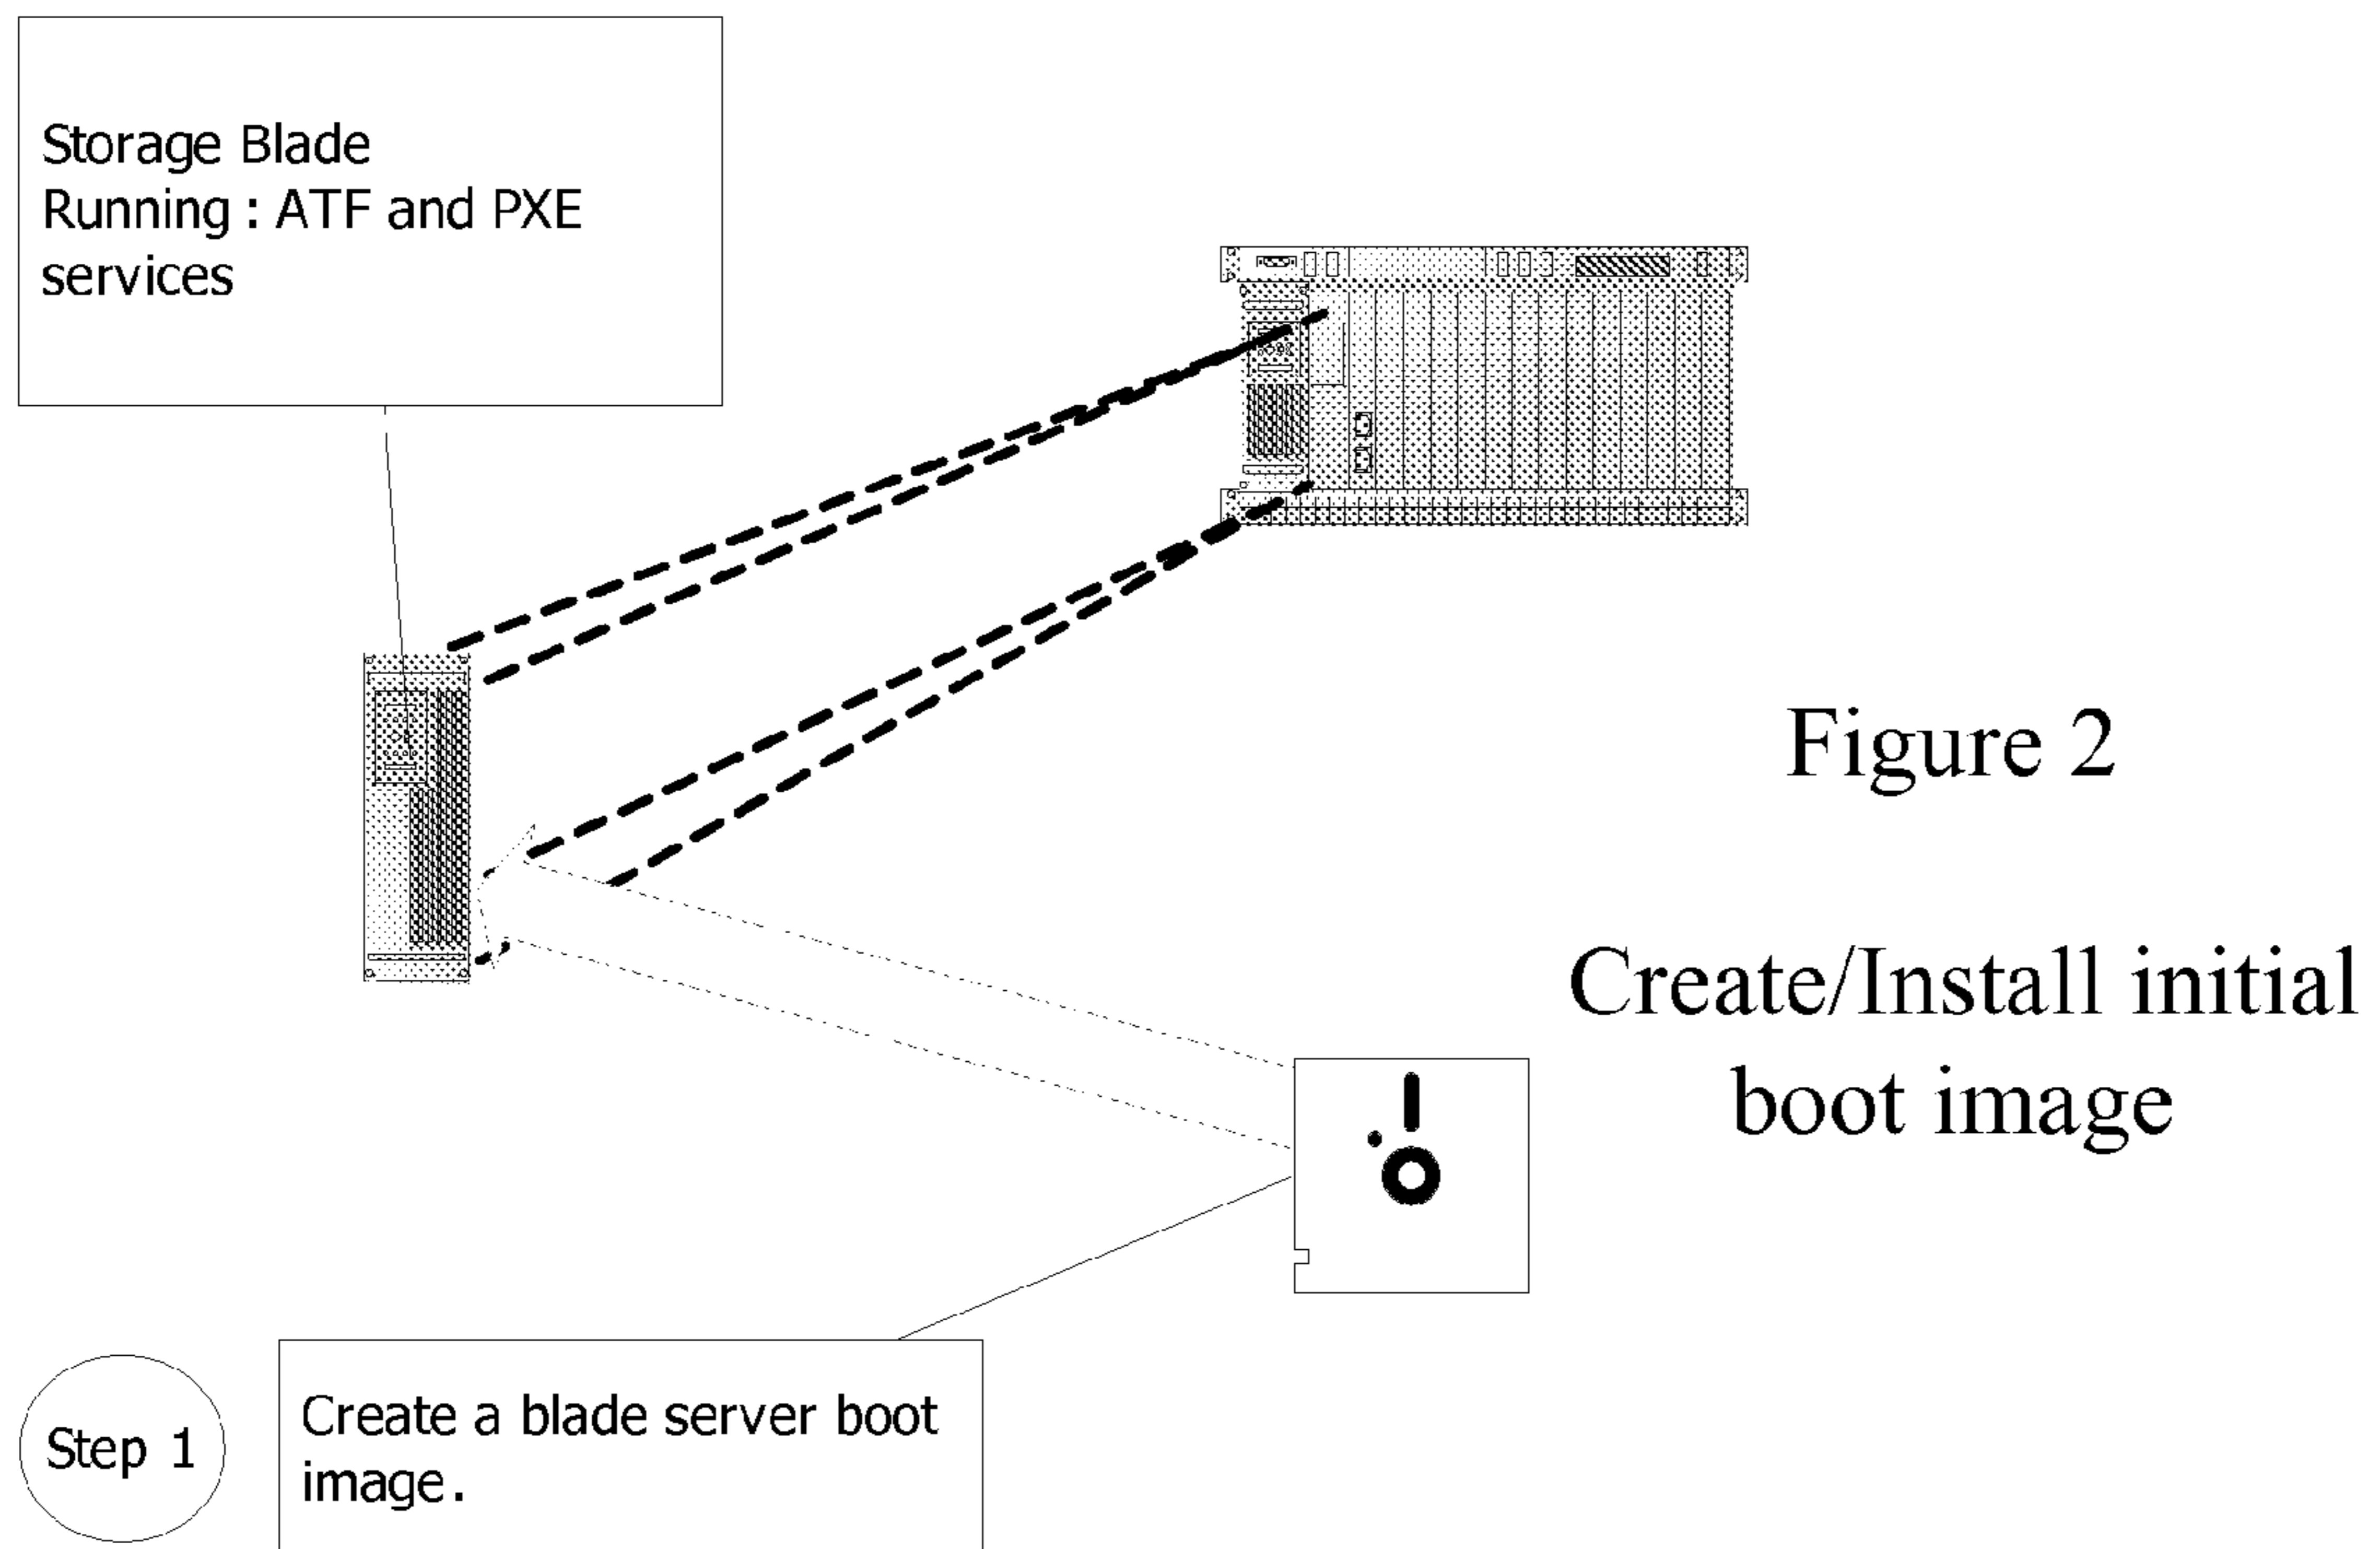 Storage Blade
Running : ATF and PXE
services
Figure 2
Create/Install initial
boot image
Step 1
Create a blade server boot
image.